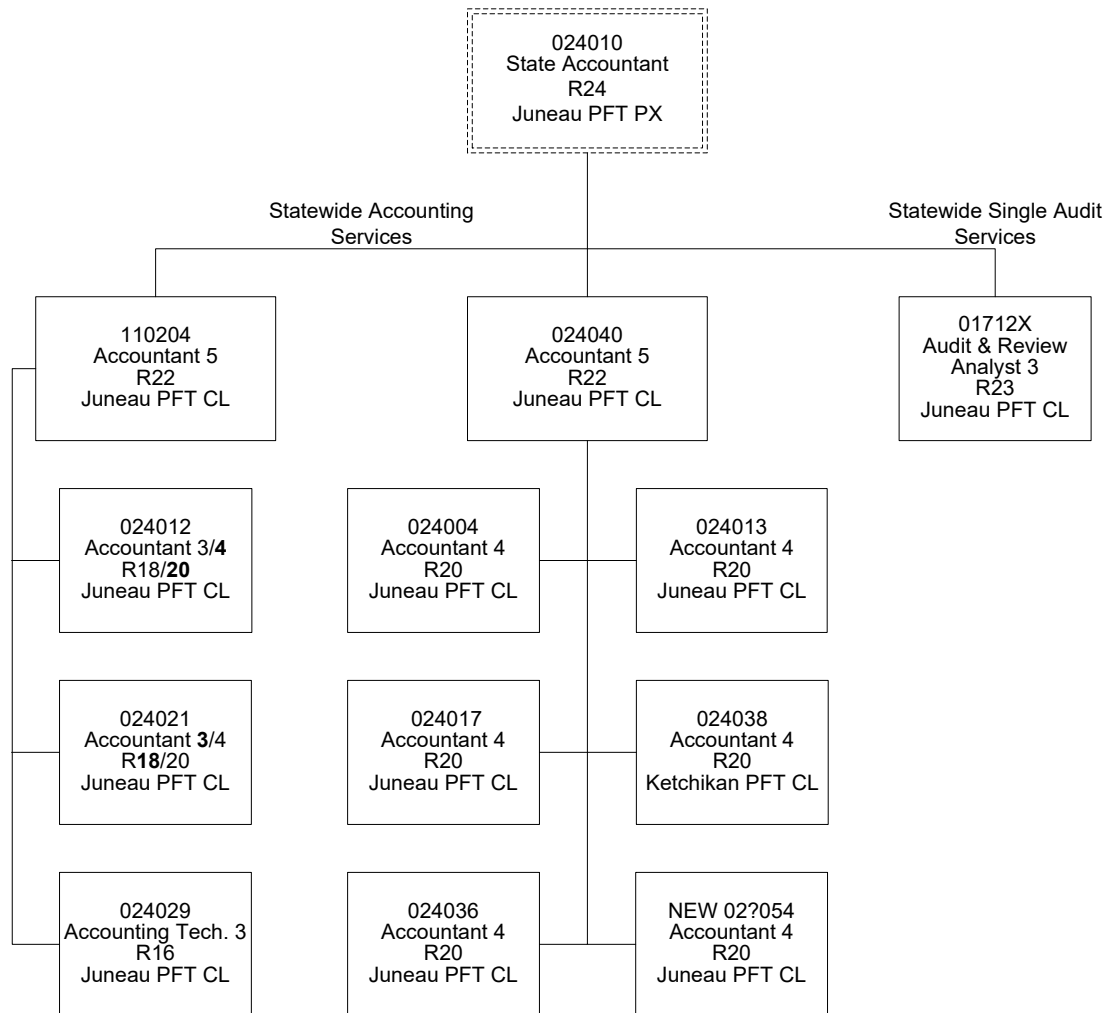 024010
State Accountant
R24
Juneau PFT PX
Statewide Accounting
Services
Statewide Single Audit
Services
110204
Accountant 5
R22
Juneau PFT CL
024040
Accountant 5
R22
Juneau PFT CL
01712X
Audit & Review
Analyst 3
R23
Juneau PFT CL
024012
Accountant 3/4
R18/20
Juneau PFT CL
024004
Accountant 4
R20
Juneau PFT CL
024013
Accountant 4
R20
Juneau PFT CL
024021
Accountant 3/4
R18/20
Juneau PFT CL
024017
Accountant 4
R20
Juneau PFT CL
024038
Accountant 4
R20
Ketchikan PFT CL
024029
Accounting Tech. 3
R16
Juneau PFT CL
024036
Accountant 4
R20
Juneau PFT CL
NEW 02?054
Accountant 4
R20
Juneau PFT CL